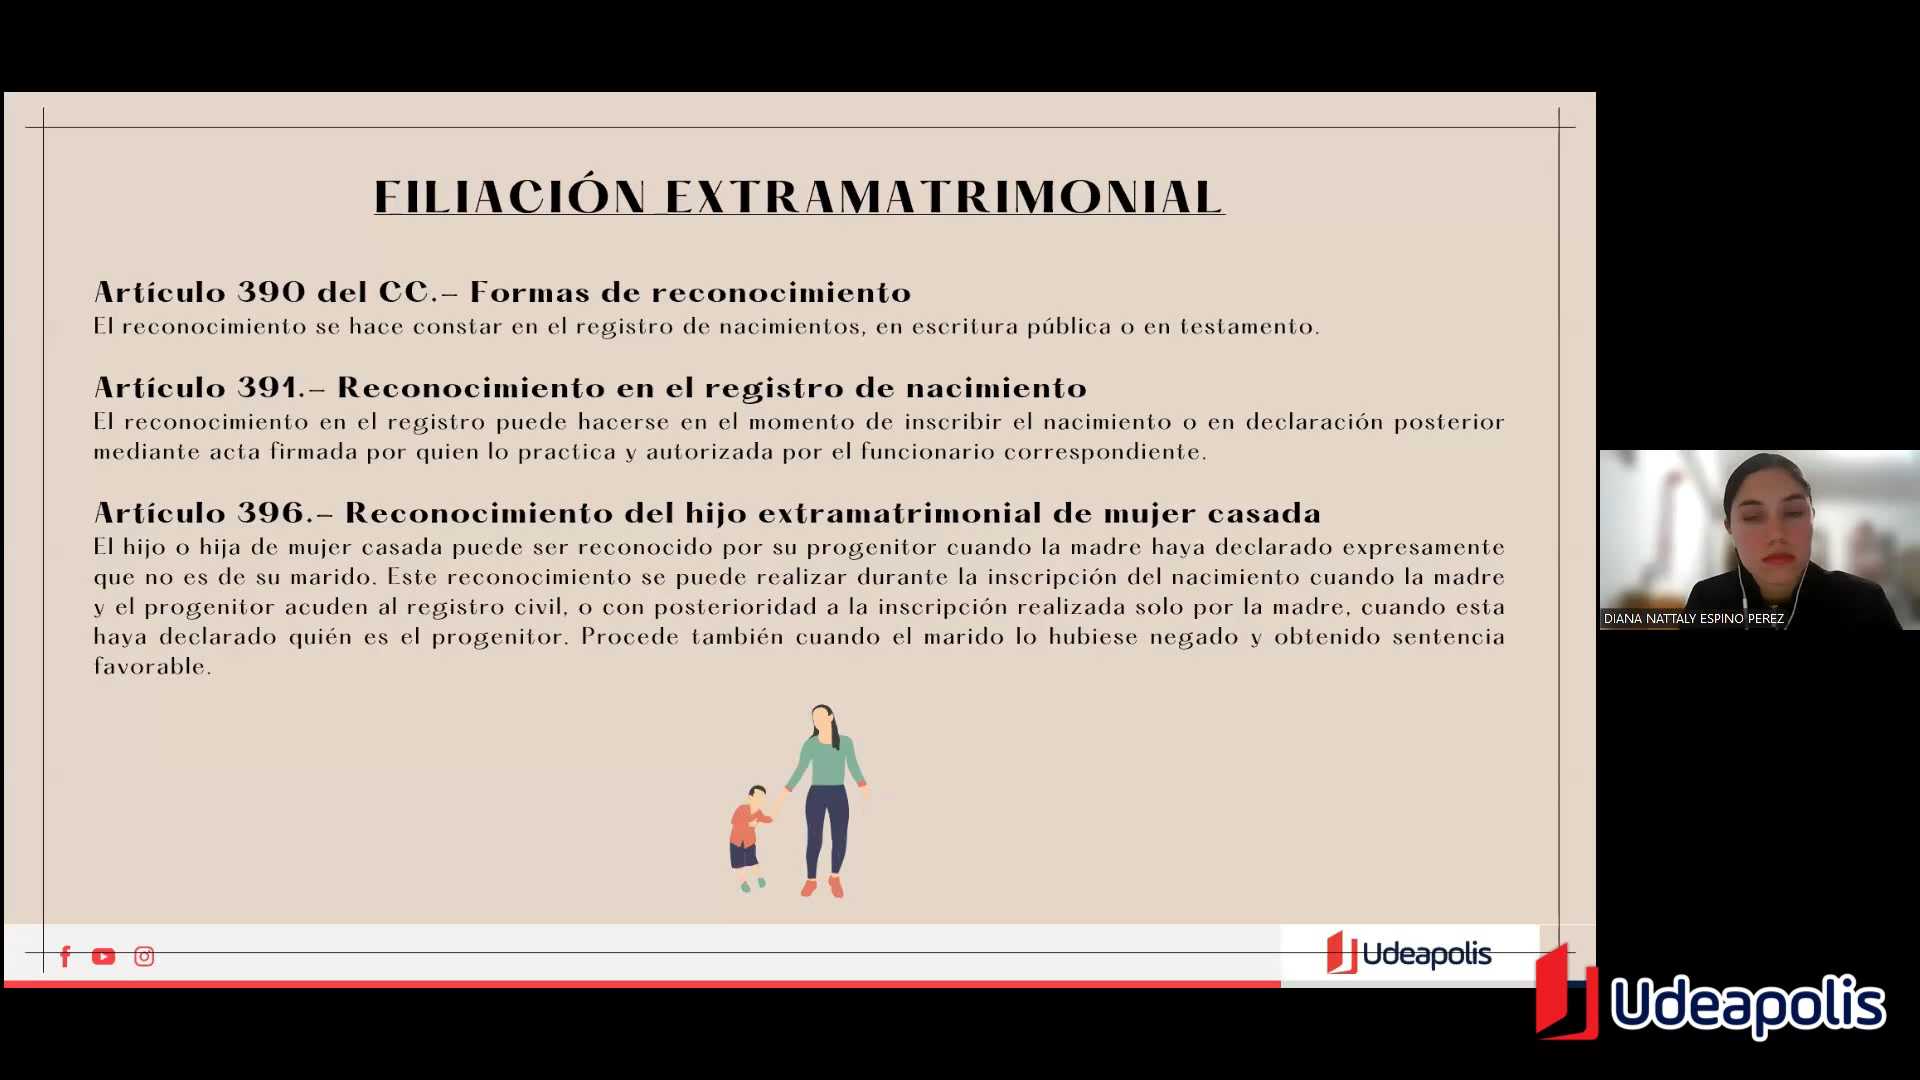 FILIACIÓN EXTRAMATRIMONIAL
Artículo 390 del CC.– Formas de reconocimiento
El reconocimiento se hace constar en el registro de nacimientos, en escritura pública o en testamento.
Artículo 391.– Reconocimiento en el registro de nacimiento
El reconocimiento en el registro puede hacerse en el momento de inscribir el nacimiento o en declaración posterior
mediante acta firmada por quien lo practica y autorizada por el funcionario correspondiente.
Artículo 396.– Reconocimiento del hijo extramatrimonial de mujer casada
El hijo o hija de mujer casada puede ser reconocido por su progenitor cuando la madre haya declarado expresamente
que no es de su marido. Este reconocimiento se puede realizar durante la inscripción del nacimiento cuando la madre
y el progenitor acuden al registro civil, o con posterioridad a la inscripción realizada solo por la madre, cuando esta
haya declarado quién es el progenitor. Procede también cuando el marido lo hubiese negado y obtenido sentencia
favorable.
DIANA NATTALY ESPINO PEREZ
Udeapolis
Udeapolis